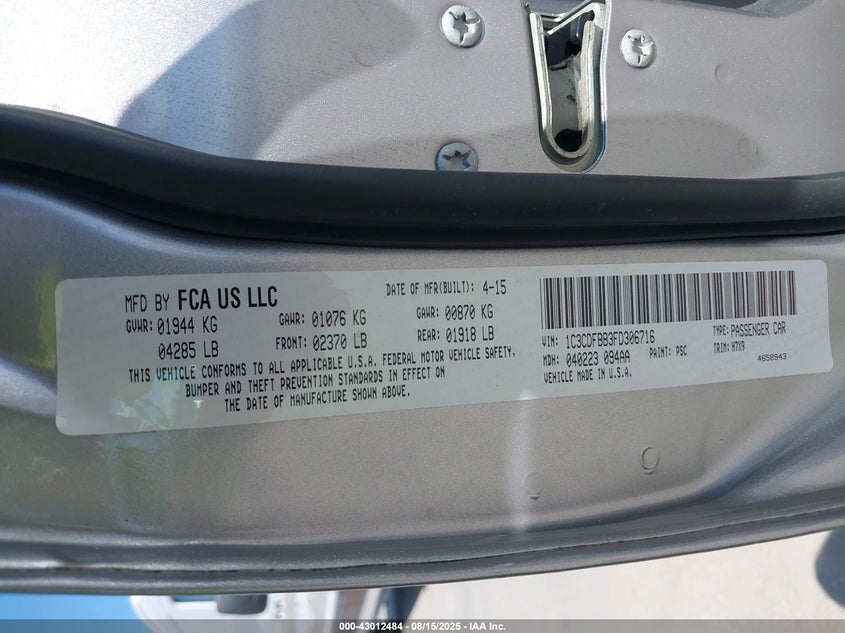 MFD BY FCA US LLC
DATE OF MFR(BUILT): 4-15
GVWR: 01944 KG
GAWR: 01076 KG
GAWR: 00870 KG
04285 LB
FRONT: 02370 LB
REAR: 01918 LB
THIS VEHICLE CONFORMS TO ALL APPLICABLE U.S.A. FEDERAL MOTOR VEHICLE SAFETY,
BUMPER AND THEFT PREVENTION STANDARDS IN EFFECT ON
THE DATE OF MANUFACTURE SHOWN ABOVE.
VIN: 1C3CDFBB3FD306716
TYPE: PASSENGER CAR
MDH: 040223 094AA
PAINT: PSC
TRIM: H7X9
VEHICLE MADE IN U.S.A.
4658943
000-43012484 - 08/15/2025 - IAA Inc.